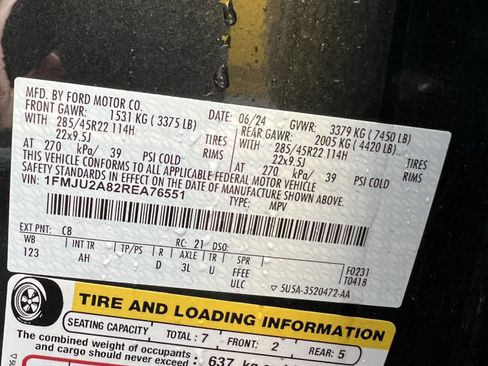 MFD. BY FORD MOTOR CO.
DATE: 06/24 GVWR: 3379 KG ( 7450 LB)
FRONT GAWR: 1531 KG ( 3375 LB) REAR GAWR: 2005 KG ( 4420 LB)
WITH 285/45R22 114H TIRES WITH 285/45R22 114H TIRES
22x9.5J RIMS 22x9.5J
AT 270 kPa/ 39 PSI COLD AT 270 kPa/ 39 PSI COLD
THIS VEHICLE CONFORMS TO ALL APPLICABLE FEDERAL MOTOR VEHICLE
SAFETY STANDARDS IN EFFECT ON THE DATE OF MANUFACTURE SHOWN ABOVE.
VIN: 1FMJU2A82REA76551 TYPE: MPV
EXT PNT: C8 RC: 21 DSO: F0231
WB INT TR TP/PS R AXLE TR SPR T0418
123 AH D 3L U FFEE
ULC ▽ 5U5A-3520472-AA
Ford
TIRE AND LOADING INFORMATION
SEATING CAPACITY TOTAL: 7 FRONT: 2 REAR: 5
The combined weight of occupants
and cargo should never exceed: 637 kg